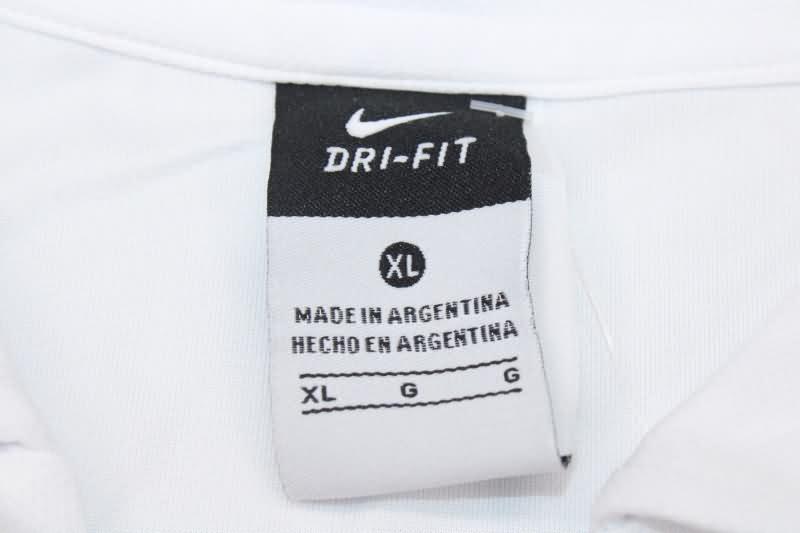 DRI-FIT
XL
MADE IN ARGENTINA
HECHO EN ARGENTINA
XL G G